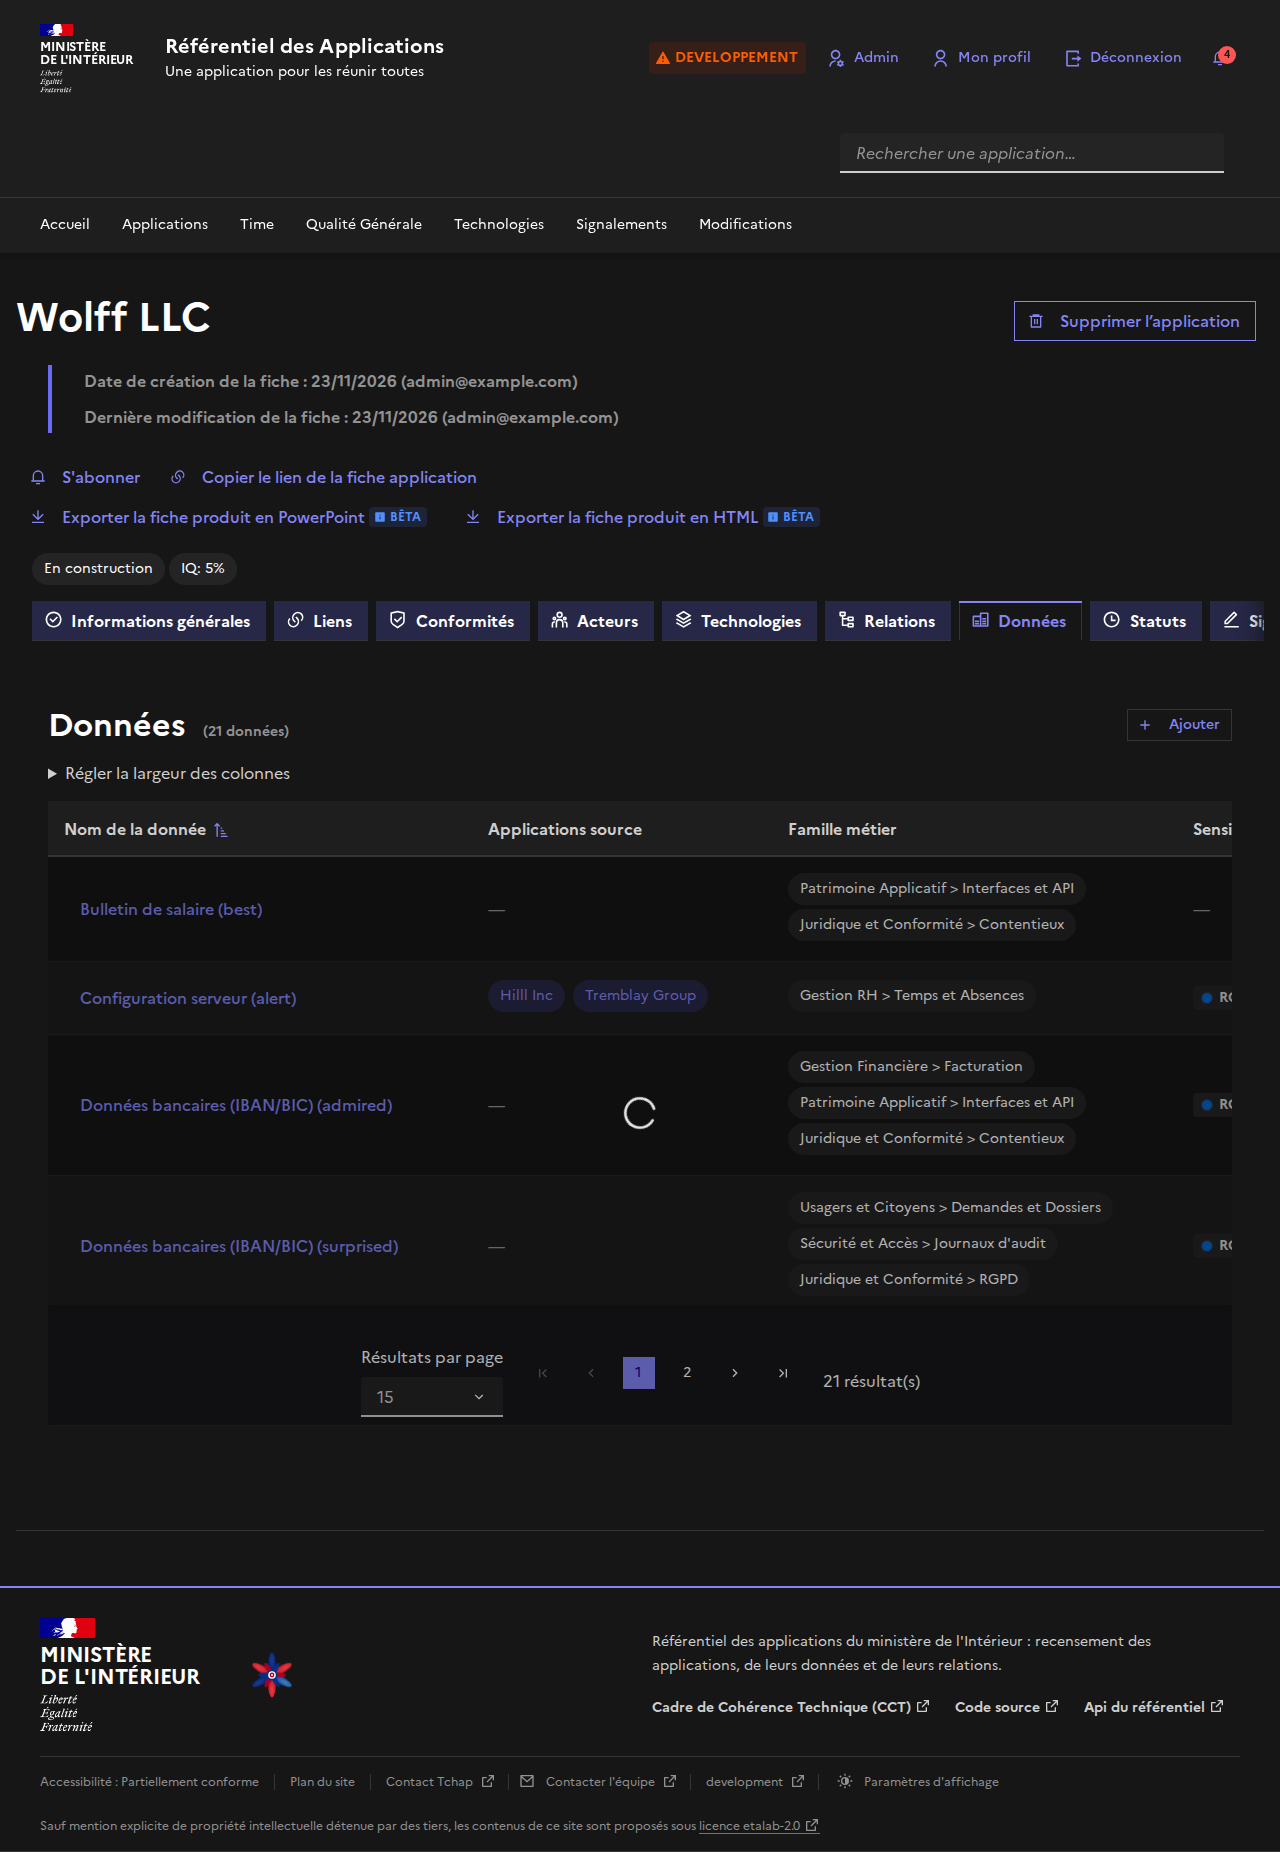 MINISTÈRE
DE L'INTÉRIEUR
Liberté
Égalité
Fraternité
Référentiel des Applications
Une application pour les réunir toutes
DEVELOPPEMENT
Admin
Mon profil
Déconnexion
4
Rechercher une application…
Accueil
Applications
Time
Qualité Générale
Technologies
Signalements
Modifications
Wolff LLC
Supprimer l’application
Date de création de la fiche : 23/11/2026 (admin@example.com)
Dernière modification de la fiche : 23/11/2026 (admin@example.com)
S'abonner
Copier le lien de la fiche application
Exporter la fiche produit en PowerPoint BÊTA
Exporter la fiche produit en HTML BÊTA
En construction
IQ: 5%
Informations générales
Liens
Conformités
Acteurs
Technologies
Relations
Données
Statuts
Données (21 données)
Ajouter
Régler la largeur des colonnes
Nom de la donnée
Applications source
Famille métier
Bulletin de salaire (best)
—
Patrimoine Applicatif > Interfaces et API
Juridique et Conformité > Contentieux
—
Configuration serveur (alert)
Hilll Inc
Tremblay Group
Gestion RH > Temps et Absences
Données bancaires (IBAN/BIC) (admired)
—
Gestion Financière > Facturation
Patrimoine Applicatif > Interfaces et API
Juridique et Conformité > Contentieux
Données bancaires (IBAN/BIC) (surprised)
—
Usagers et Citoyens > Demandes et Dossiers
Sécurité et Accès > Journaux d'audit
Juridique et Conformité > RGPD
Résultats par page
15
1
2
21 résultat(s)
MINISTÈRE
DE L'INTÉRIEUR
Liberté
Égalité
Fraternité
Référentiel des applications du ministère de l'Intérieur : recensement des
applications, de leurs données et de leurs relations.
Cadre de Cohérence Technique (CCT)
Code source
Api du référentiel
Accessibilité : Partiellement conforme
Plan du site
Contact Tchap
Contacter l'équipe
development
Paramètres d'affichage
Sauf mention explicite de propriété intellectuelle détenue par des tiers, les contenus de ce site sont proposés sous licence etalab-2.0